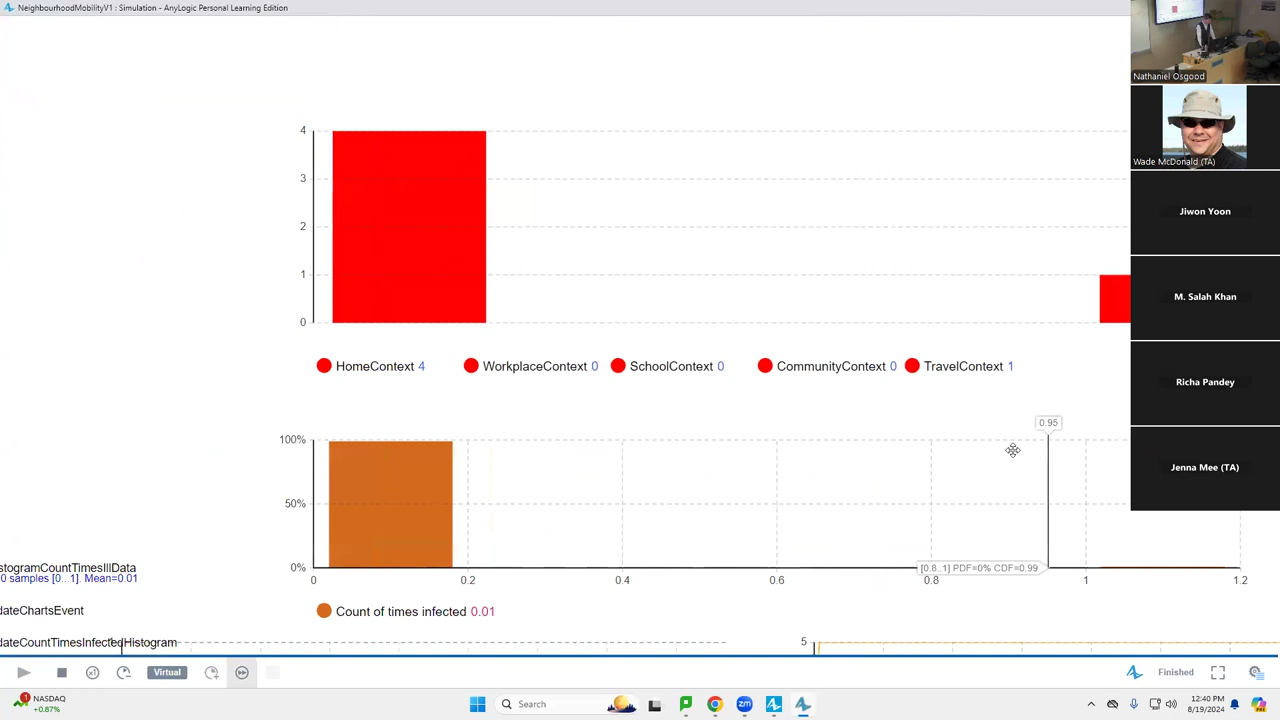 NeighbourhoodMobilityV1 : Simulation - AnyLogic Personal Learning Edition
Nathaniel Osgood
Wade McDonald (TA)
Jiwon Yoon
M. Salah Khan
Richa Pandey
Jenna Mee (TA)
4
3
2
1
0
HomeContext 4
WorkplaceContext 0
SchoolContext 0
CommunityContext 0
TravelContext 1
0.95
100%
50%
0%
[0.8..1] PDF=0% CDF=0.99
0
0.2
0.4
0.6
0.8
1
1.2
stogramCountTimesIllData
0 samples [0...1]. Mean=0.01
Count of times infected 0.01
dateChartsEvent
dateCountTimesInfectedHistogram
5
x1
Virtual
Finished
1
NASDAQ
+0.87%
Search
zm
12:40 PM
8/19/2024